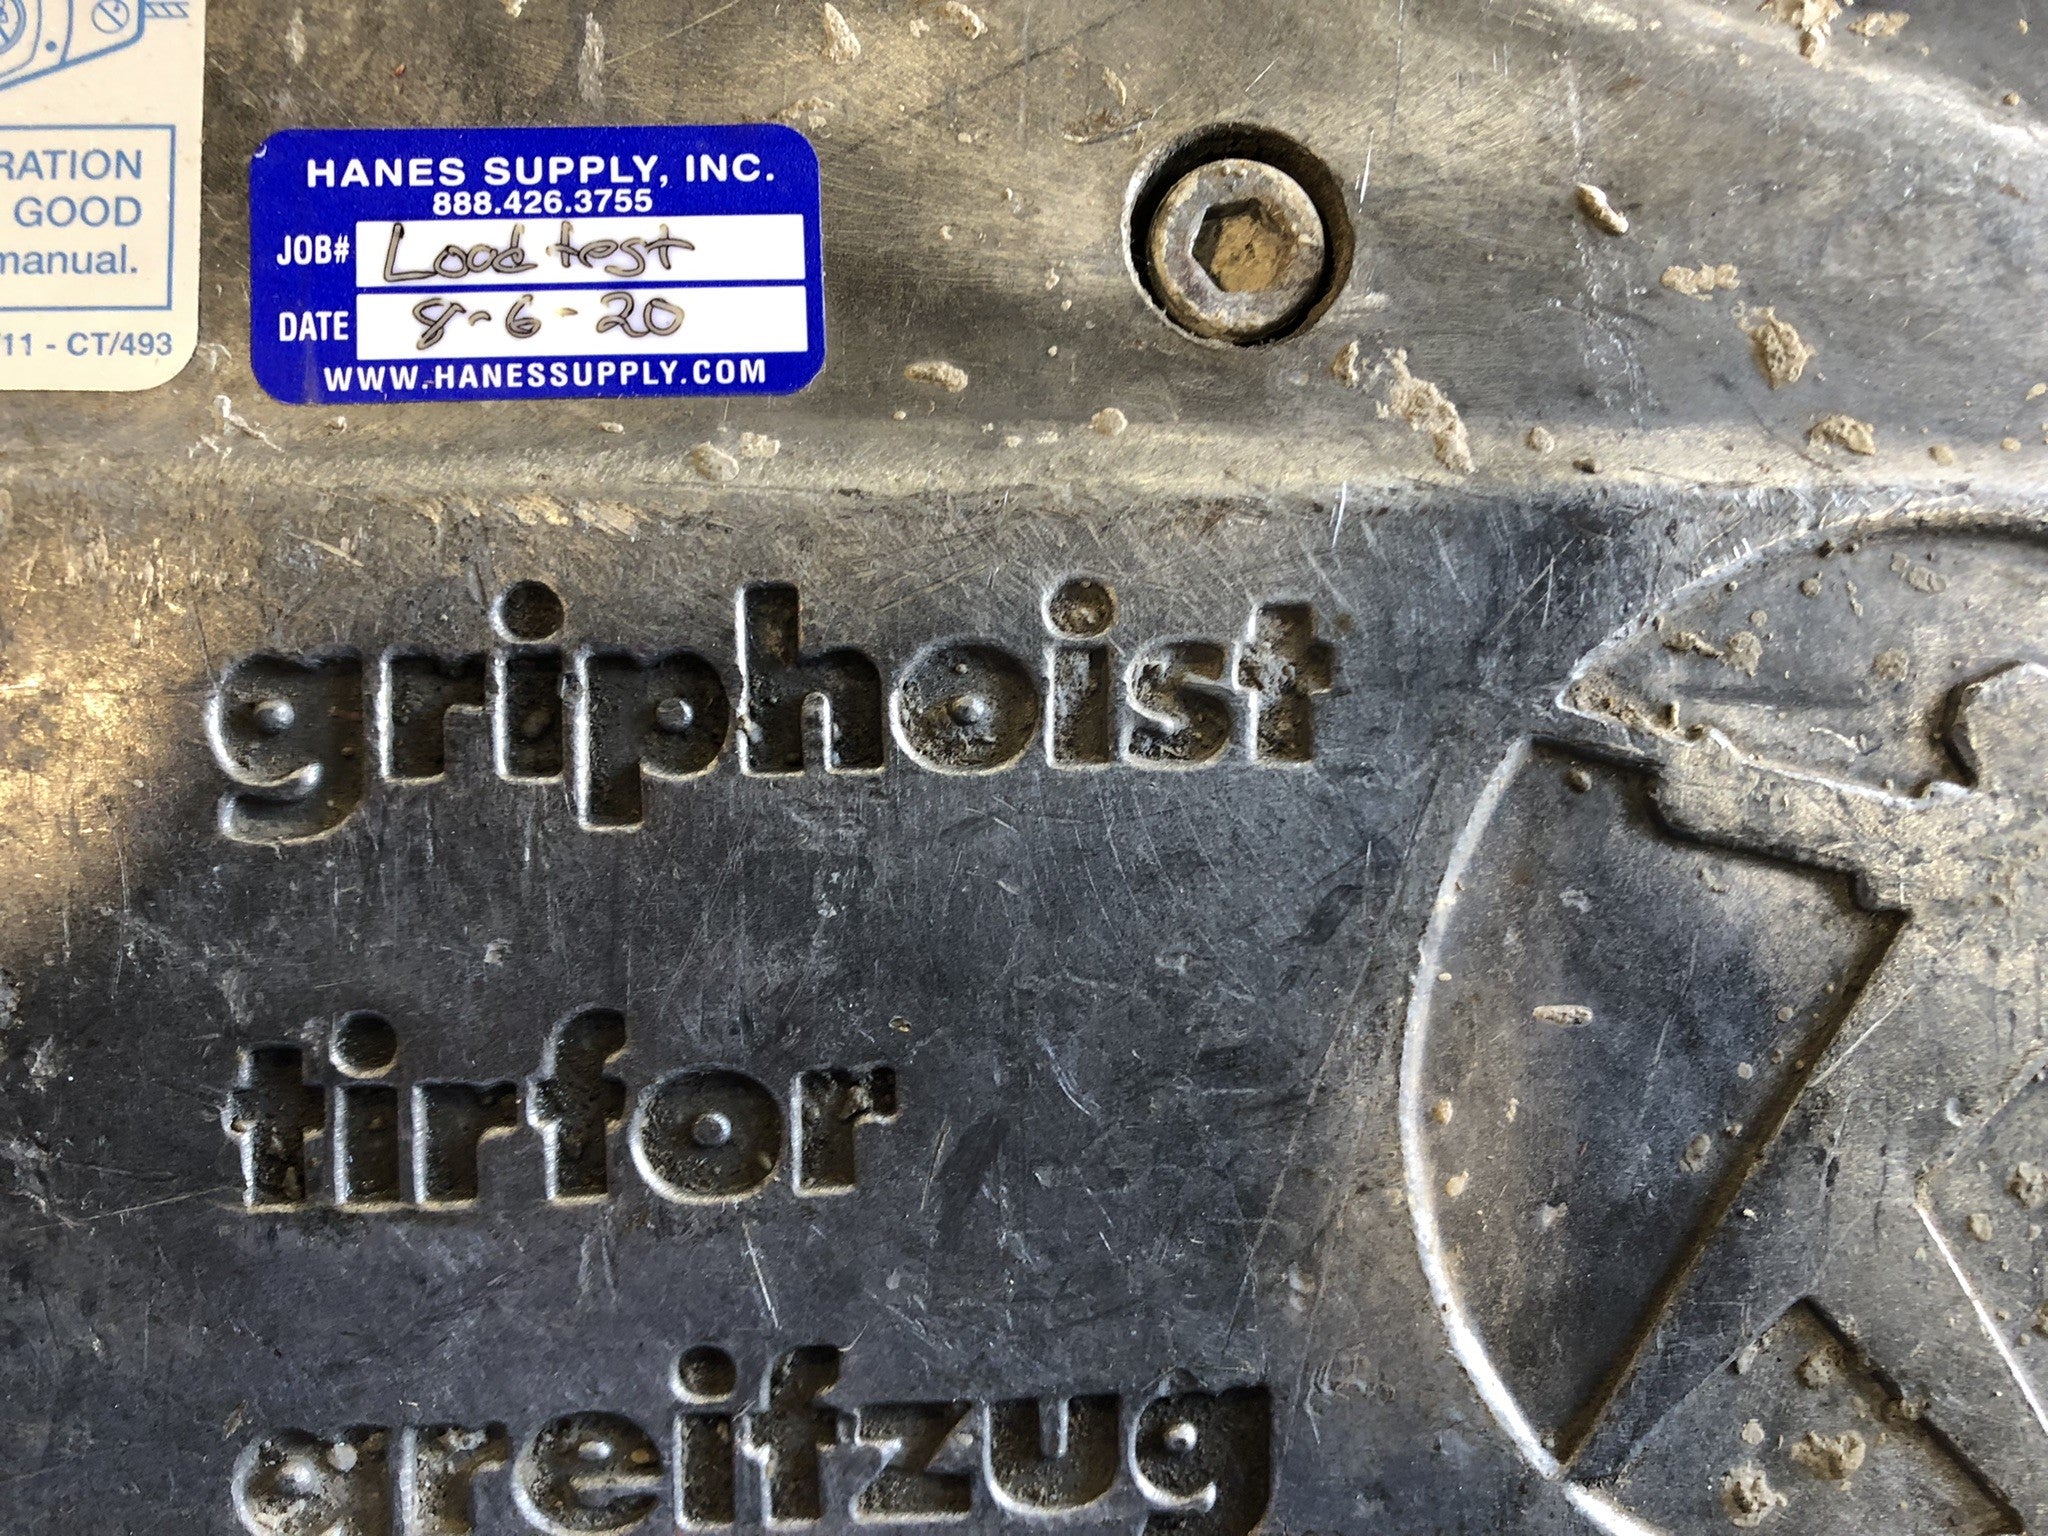 RATION
GOOD
manual.
/11 - CT/493
HANES SUPPLY, INC.
888.426.3755
JOB# Load test
DATE 8-6-20
WWW.HANESSUPPLY.COM
griphoist
tirfor
greifzug